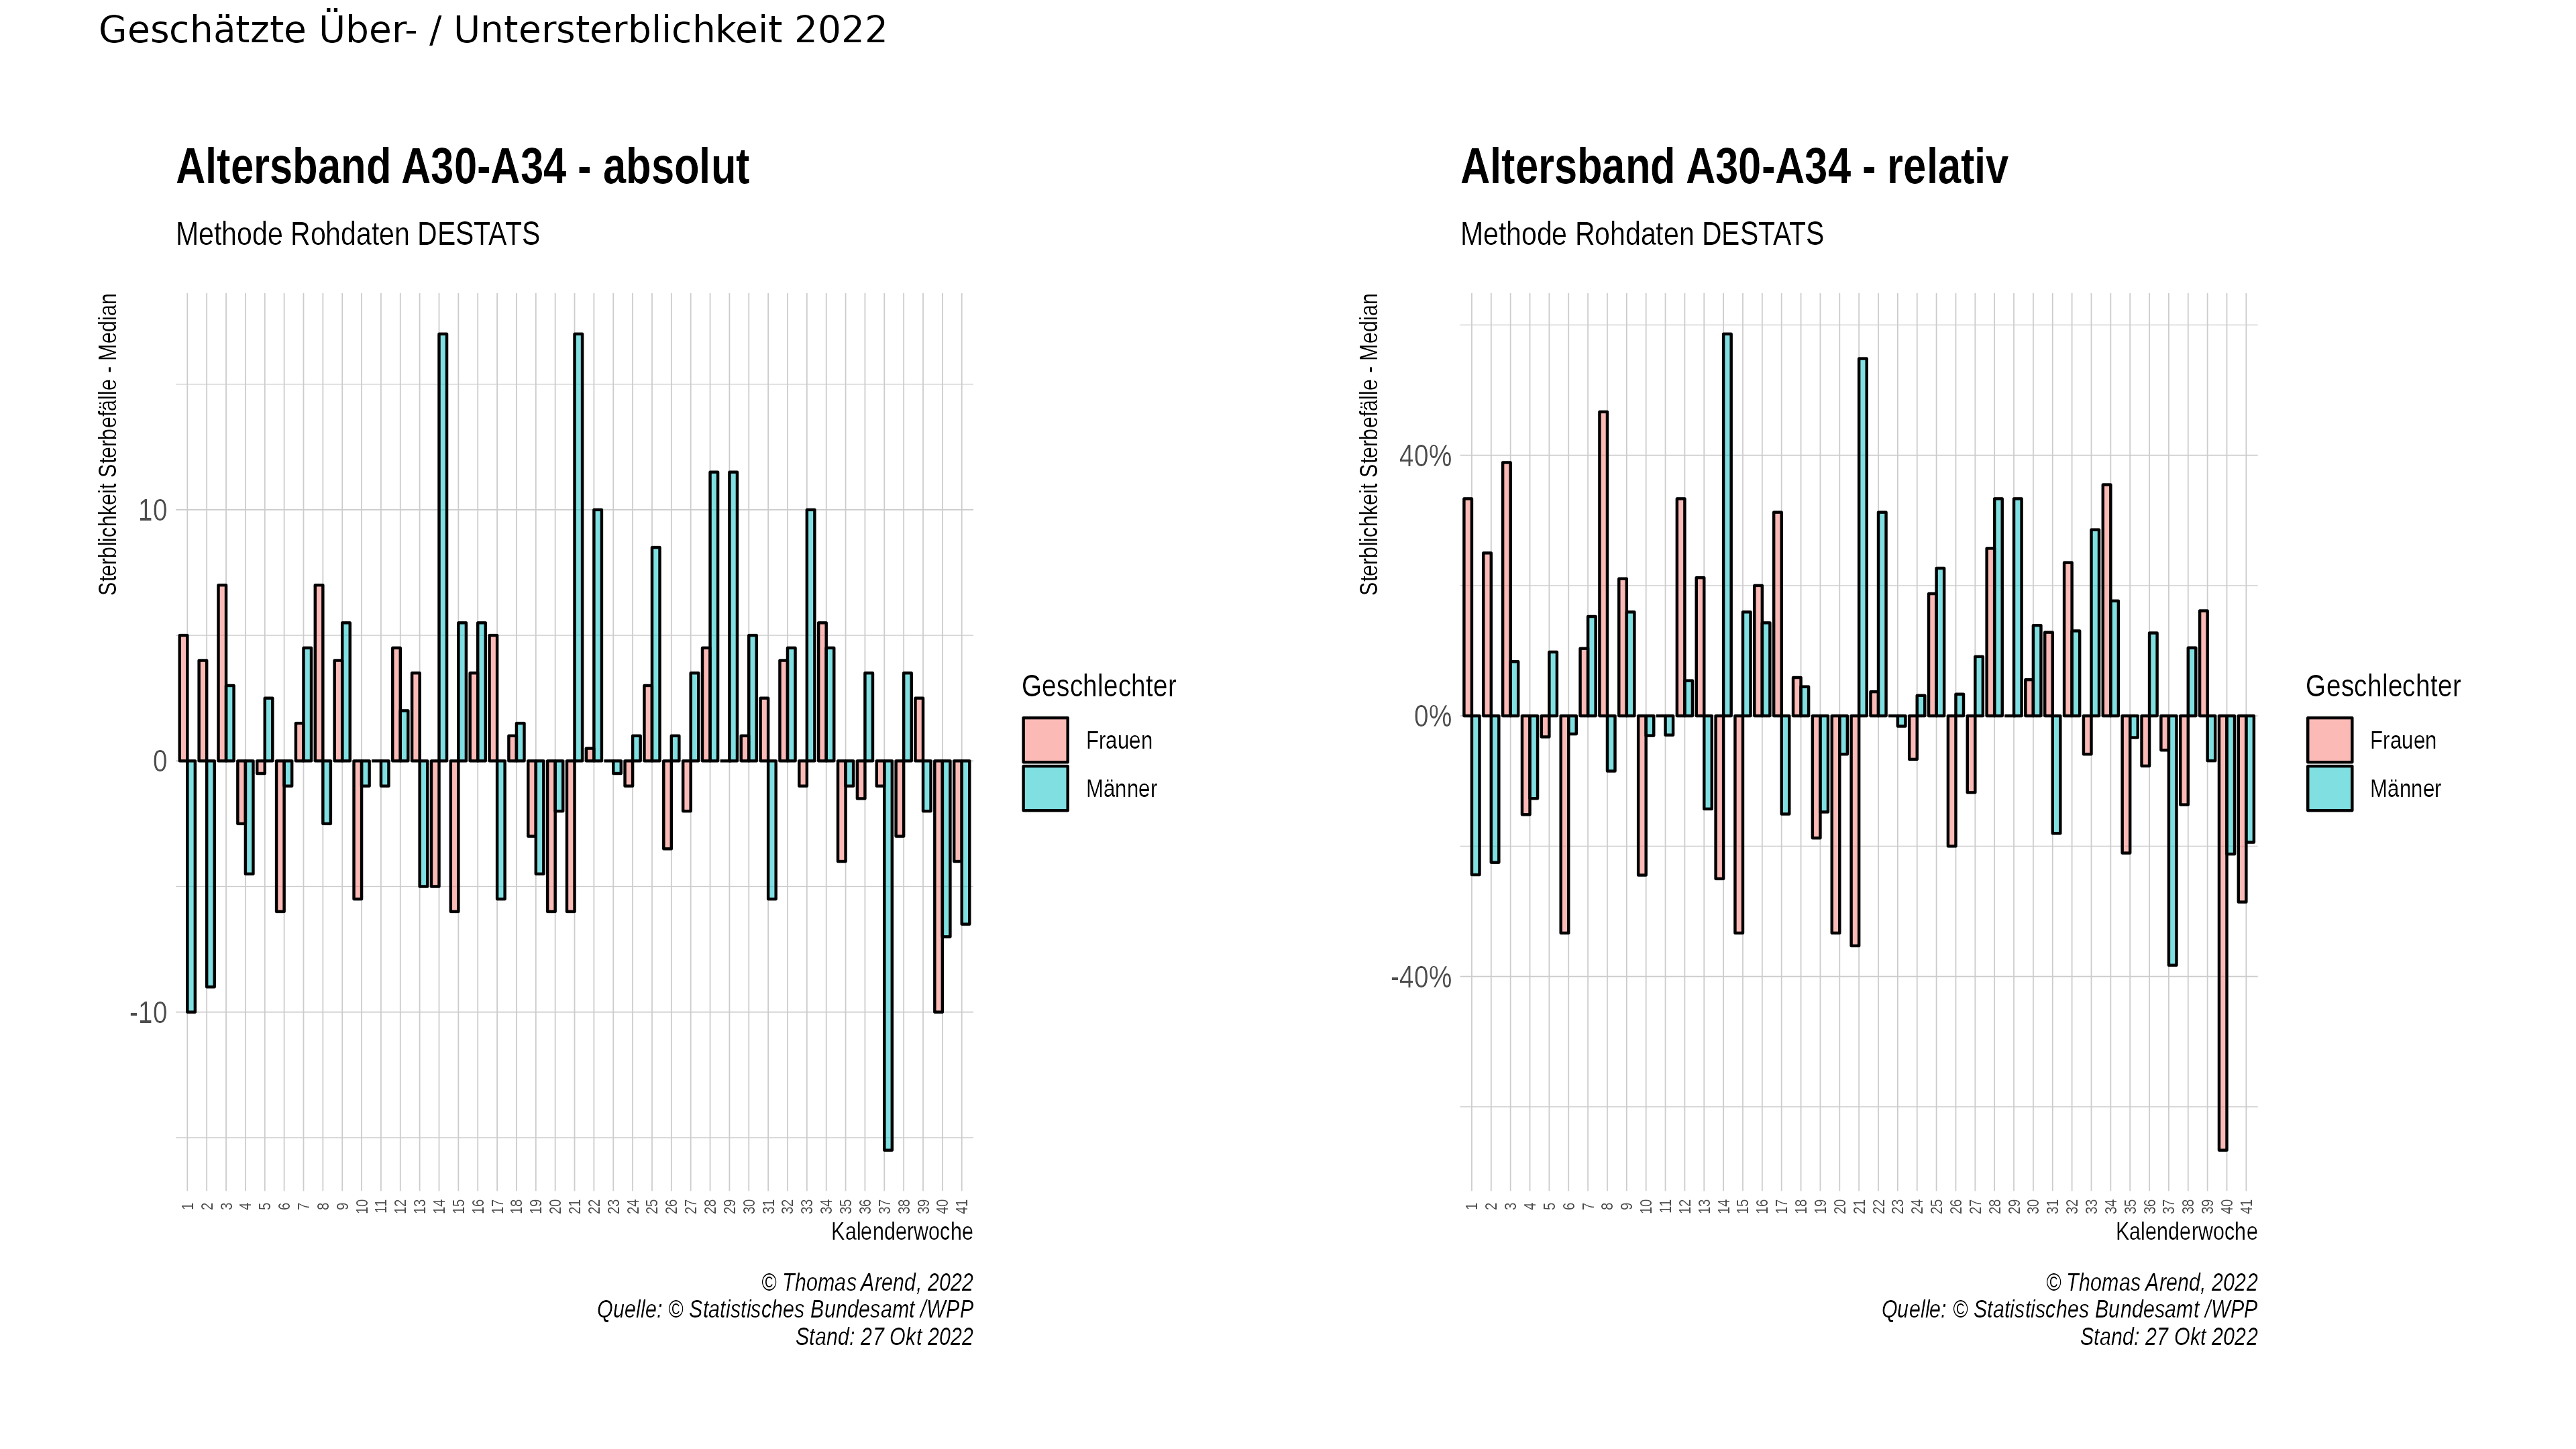 Geschätzte Über- / Untersterblichkeit 2022
Altersband A30-A34 - absolut
Methode Rohdaten DESTATS
Sterblichkeit Sterbefälle - Median
10
0
-10
1 2 3 4 5 6 7 8 9 10 11 12 13 14 15 16 17 18 19 20 21 22 23 24 25 26 27 28 29 30 31 32 33 34 35 36 37 38 39 40 41
Kalenderwoche
Geschlechter
Frauen
Männer
© Thomas Arend, 2022
Quelle: © Statistisches Bundesamt /WPP
Stand: 27 Okt 2022
Altersband A30-A34 - relativ
Methode Rohdaten DESTATS
Sterblichkeit Sterbefälle - Median
40%
0%
-40%
1 2 3 4 5 6 7 8 9 10 11 12 13 14 15 16 17 18 19 20 21 22 23 24 25 26 27 28 29 30 31 32 33 34 35 36 37 38 39 40 41
Kalenderwoche
Geschlechter
Frauen
Männer
© Thomas Arend, 2022
Quelle: © Statistisches Bundesamt /WPP
Stand: 27 Okt 2022